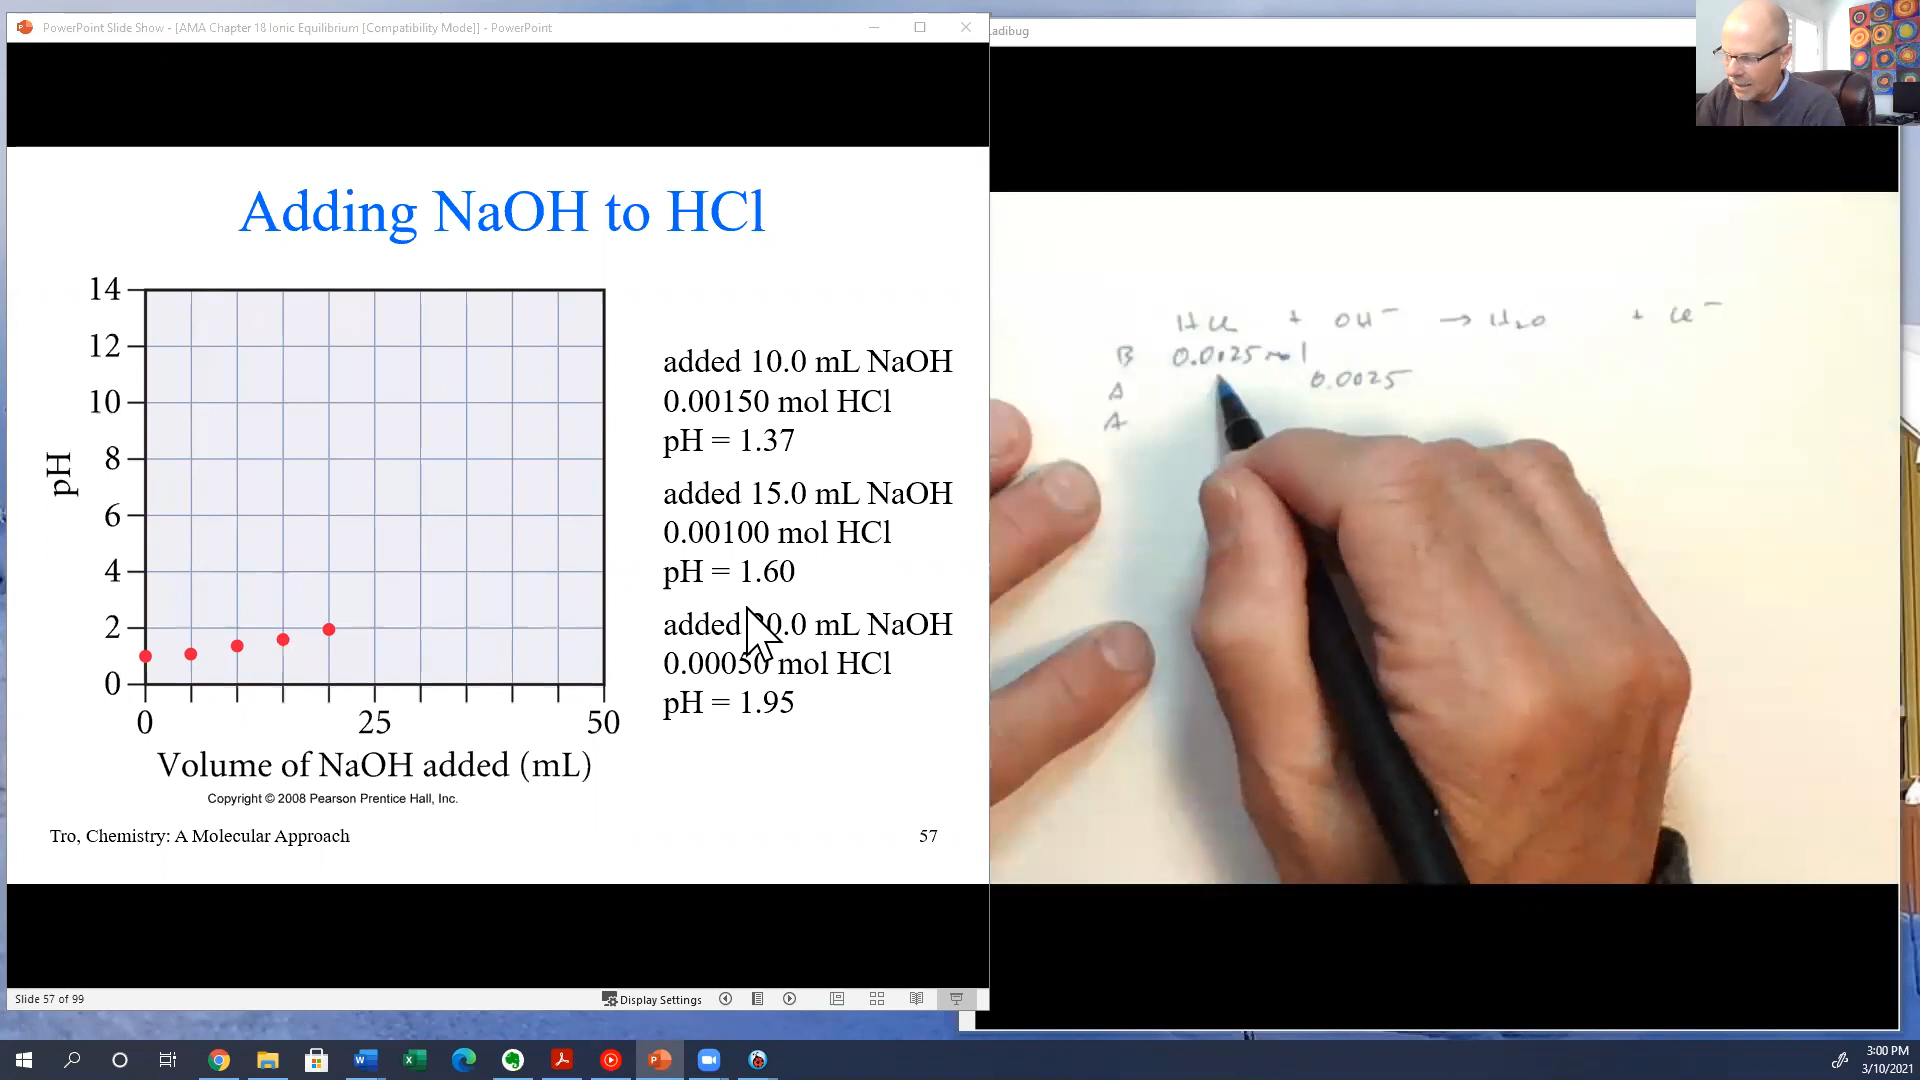 PowerPoint Slide Show - [AMA Chapter 18 Ionic Equilibrium [Compatibility Mode]] - PowerPoint
Adding NaOH to HCl
14
12
10
8
6
4
2
0
pH
0 25 50
Volume of NaOH added (mL)
Copyright © 2008 Pearson Prentice Hall, Inc.
added 10.0 mL NaOH
0.00150 mol HCl
pH = 1.37
added 15.0 mL NaOH
0.00100 mol HCl
pH = 1.60
added 20.0 mL NaOH
0.00050 mol HCl
pH = 1.95
Tro, Chemistry: A Molecular Approach 57
Slide 57 of 99
Display Settings
Ladibug
HCl + OH⁻ → H₂O + Cl⁻
B 0.0025 mol
A 0.0025
A
3:00 PM
3/10/2021